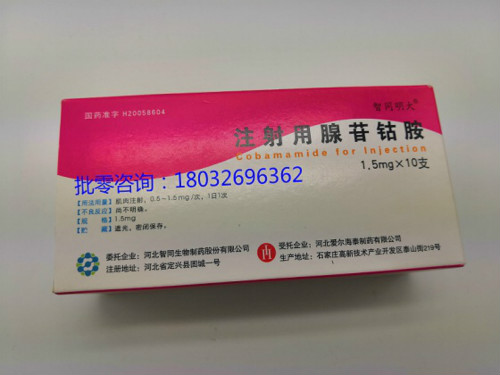 国药准字 H20058604
智同明大®
注射用腺苷钴胺
Cobamamide for Injection
1.5mg×10支
批零咨询：18032696362
【用法用量】肌肉注射，0.5~1.5mg/次，1日1次
【不良反应】尚不明确。
【规格】1.5mg
【贮藏】遮光，密闭保存。
委托企业：河北智同生物制药股份有限公司
注册地址：河北省定兴县固城一号
受托企业：河北爱尔海泰制药有限公司
生产地址：石家庄高新技术产业开发区泰山街219号